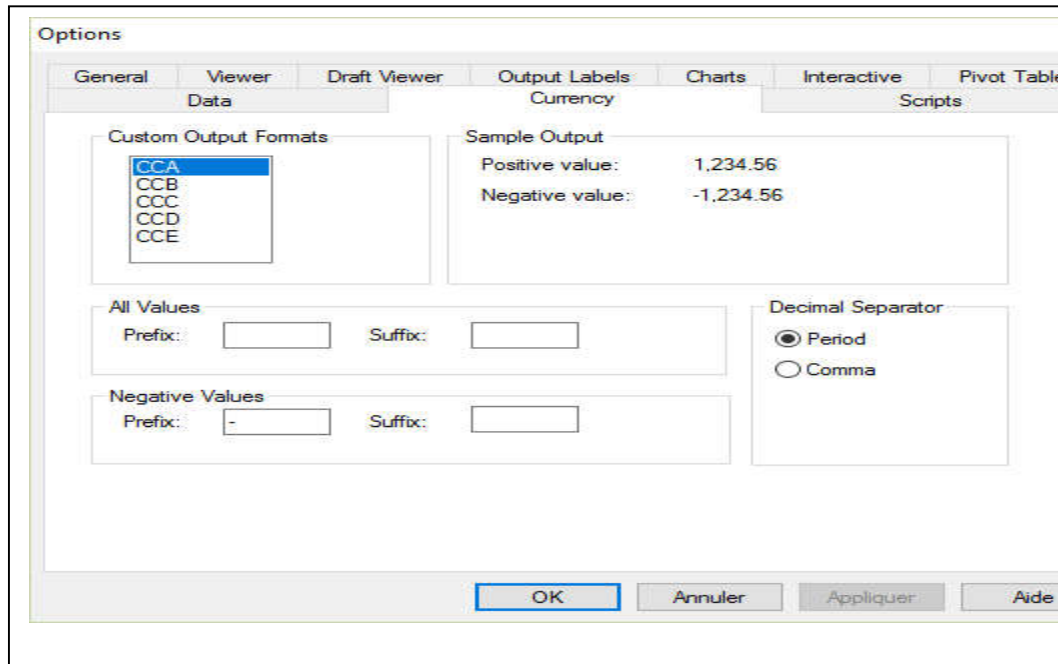 Options
General Viewer Draft Viewer Output Labels Charts Interactive Pivot Table
Data Currency Scripts
Custom Output Formats
CCA
CCB
CCC
CCD
CCE
Sample Output
Positive value: 1,234.56
Negative value: -1,234.56
All Values
Prefix: Suffix:
Negative Values
Prefix: - Suffix:
Decimal Separator
Period
Comma
OK Annuler Appliquer Aide